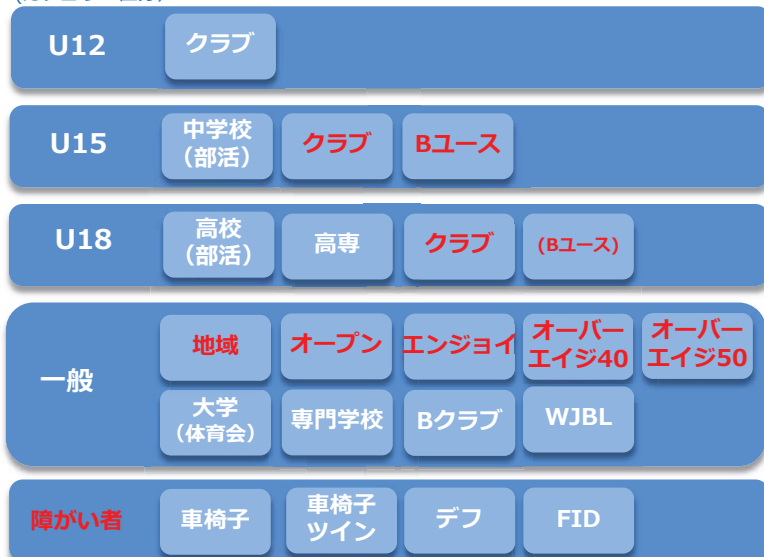 U12
クラブ
U15
中学校
（部活）
クラブ
Bユース
U18
高校
（部活）
高専
クラブ
(Bユース)
一般
地域
オープン
エンジョイ
オーバー
エイジ40
オーバー
エイジ50
大学
（体育会）
専門学校
Bクラブ
WJBL
障がい者
車椅子
車椅子
ツイン
デフ
FID